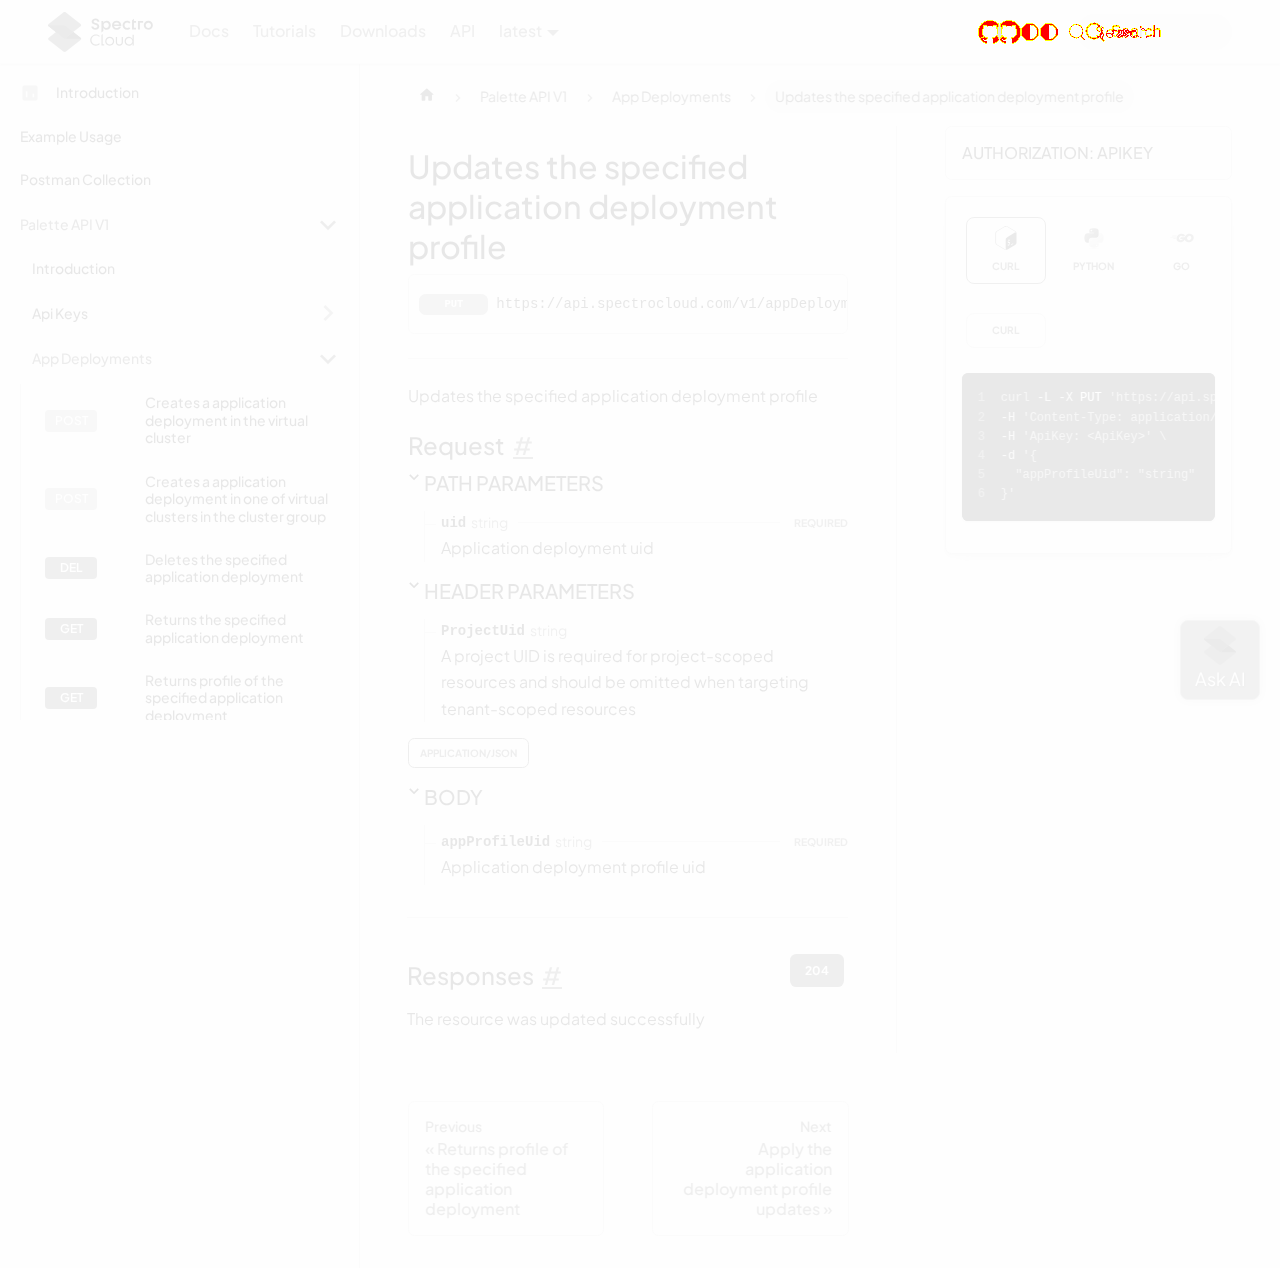 Spectro
Cloud
Docs
Tutorials
Downloads
API
latest
Introduction
Example Usage
Postman Collection
Palette API V1
Introduction
Api Keys
App Deployments
POST
Creates a application
deployment in the virtual
cluster
POST
Creates a application
deployment in one of virtual
clusters in the cluster group
DEL
Deletes the specified
application deployment
GET
Returns the specified
application deployment
GET
Returns profile of the
specified application
deployment
Palette API V1
App Deployments
Updates the specified application deployment profile
Updates the specified
application deployment
profile
PUT
https://api.spectrocloud.com/v1/appDeploym
Updates the specified application deployment profile
Request #
PATH PARAMETERS
uid string
REQUIRED
Application deployment uid
HEADER PARAMETERS
ProjectUid string
A project UID is required for project-scoped
resources and should be omitted when targeting
tenant-scoped resources
APPLICATION/JSON
BODY
appProfileUid string
REQUIRED
Application deployment profile uid
Responses #
204
The resource was updated successfully
Previous
« Returns profile of
the specified
application
deployment
Next
Apply the
application
deployment profile
updates »
AUTHORIZATION: APIKEY
CURL
PYTHON
GO
GO
CURL
1 curl -L -X PUT 'https://api.sp
2 -H 'Content-Type: application/
3 -H 'ApiKey: <ApiKey>' \
4 -d '{
5 "appProfileUid": "string"
6 }'
Ask AI